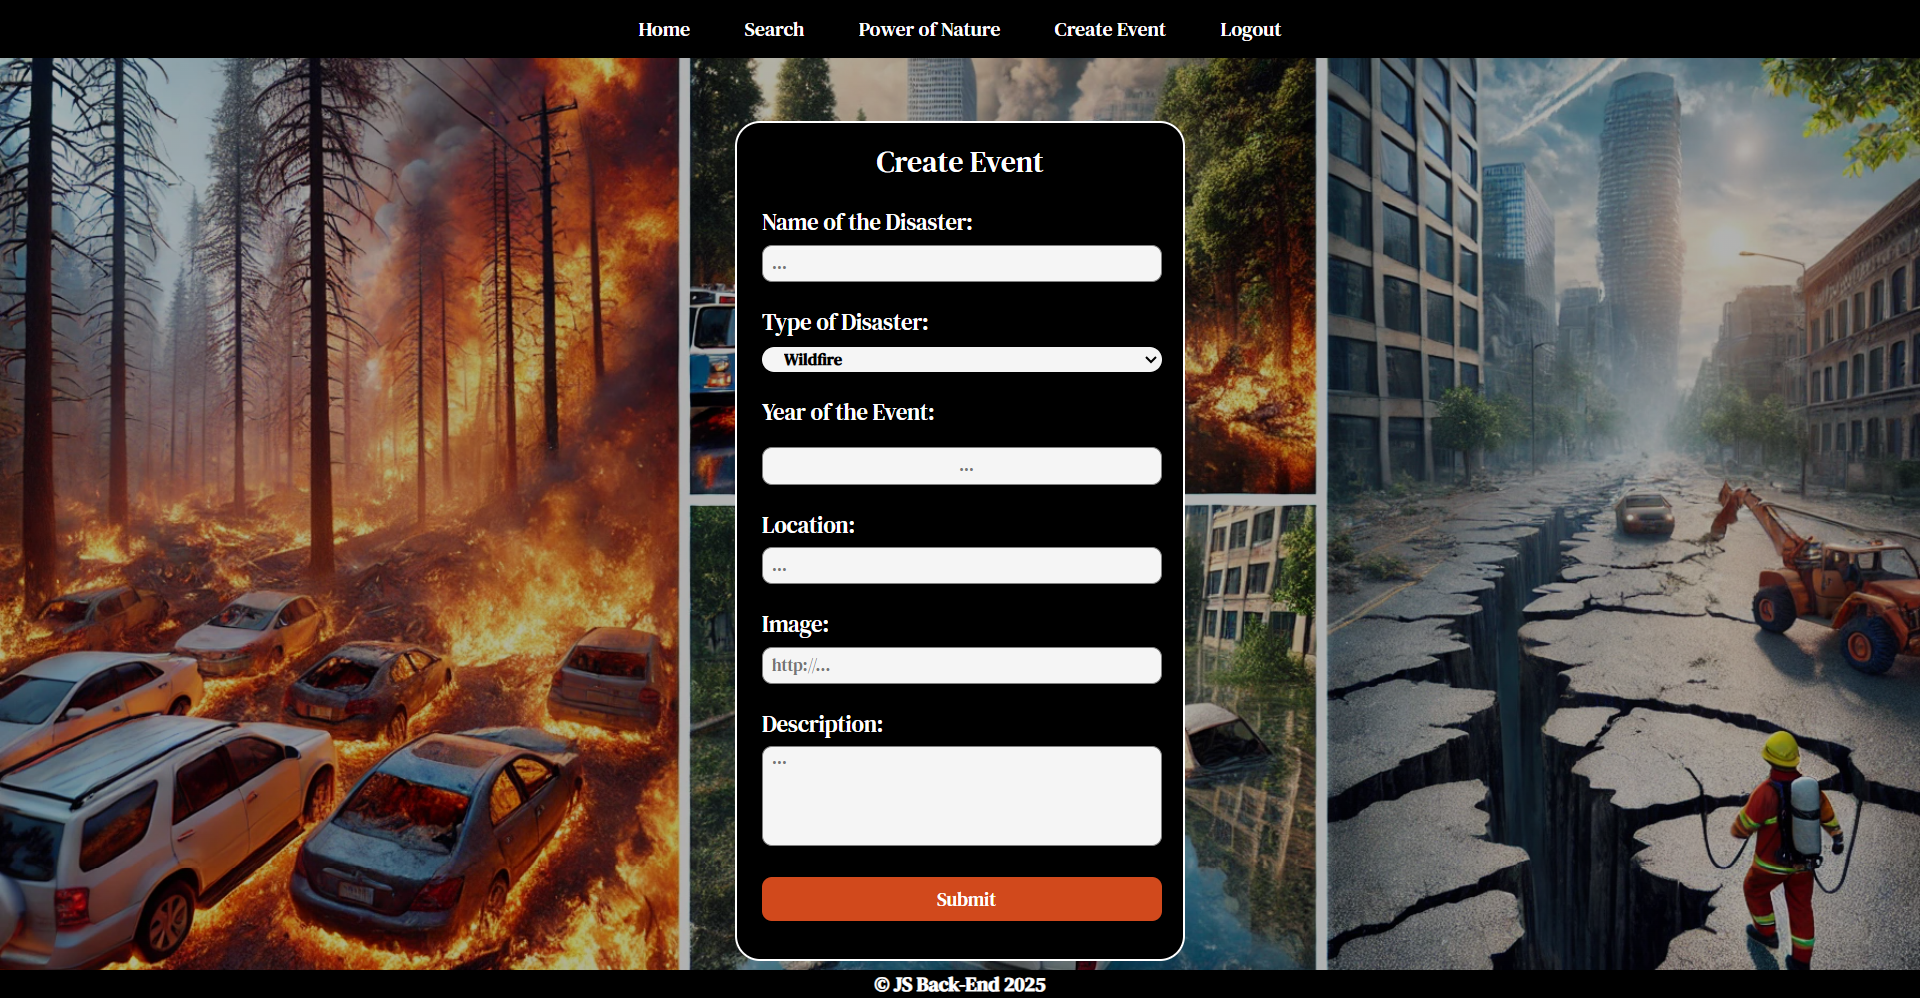 Home Search Power of Nature Create Event Logout
Create Event
Name of the Disaster:
...
Type of Disaster:
Wildfire
Year of the Event:
...
Location:
...
Image:
http://...
Description:
...
Submit
© JS Back-End 2025